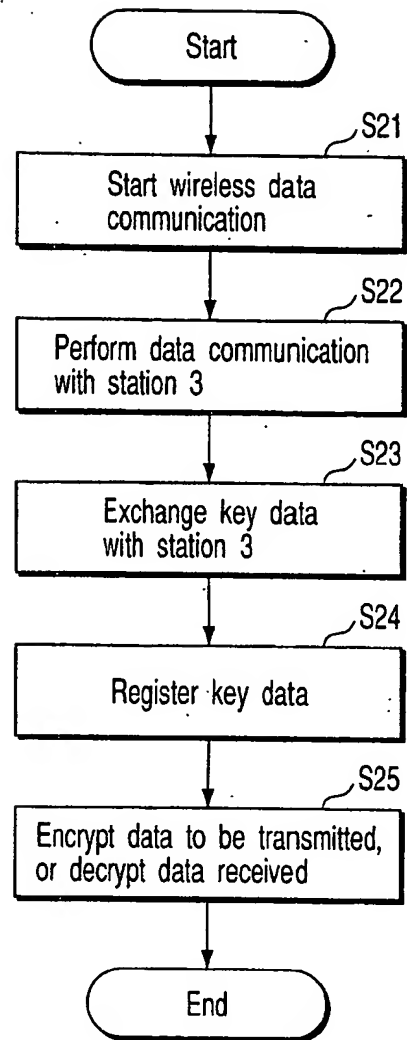 Start
S21
Start wireless data
communication
S22
Perform data communication
with station 3
S23
Exchange key data
with station 3
S24
Register key data
S25
Encrypt data to be transmitted,
or decrypt data received
End